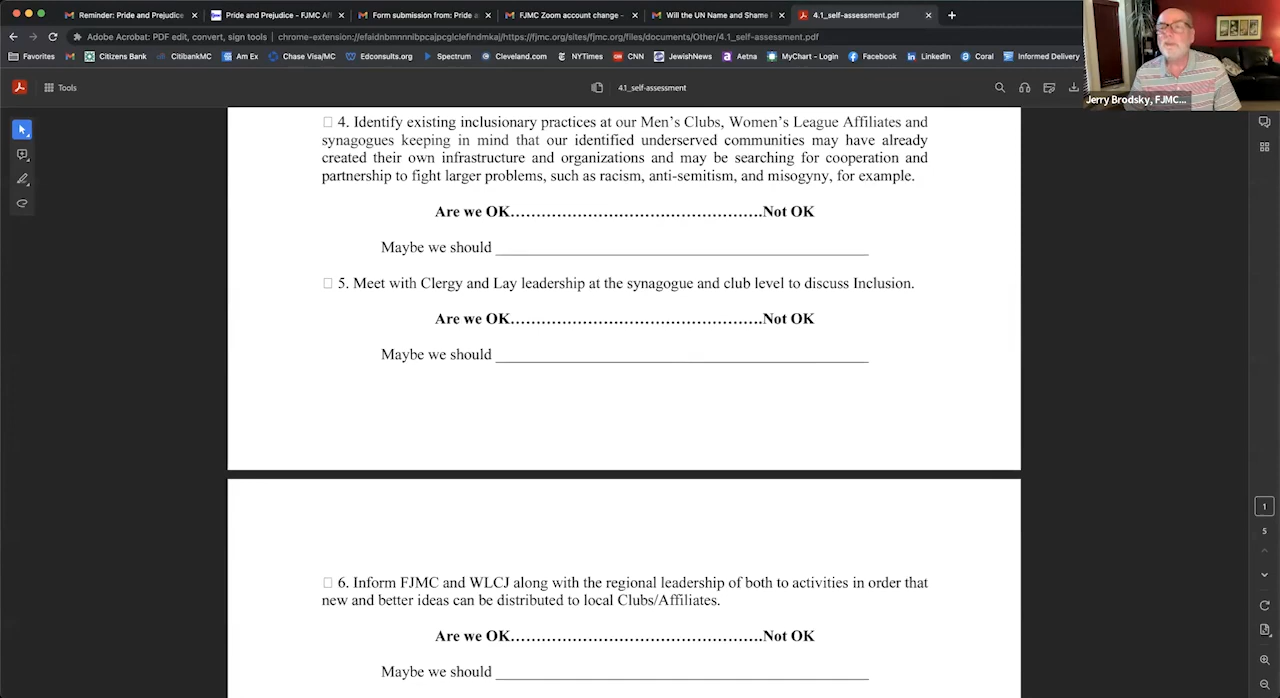 Reminder: Pride and Prejudice
Pride and Prejudice - FJMC Af
Form submission from: Pride a
FJMC Zoom account change -
Will the UN Name and Shame
4.1_self-assessment.pdf
Adobe Acrobat: PDF edit, convert, sign tools | chrome-extension://efaidnbmnnnibpcajpcglclefindmkaj/https://fjmc.org/sites/fjmc.org/files/documents/Other/4.1_self-assessment.pdf
Favorites
Citizens Bank
CitibankMC
Am Ex
Chase Visa/MC
Edconsults.org
Spectrum
Cleveland.com
NYTimes
CNN
JewishNews
Aetna
MyChart - Login
Facebook
LinkedIn
Coral
Informed Delivery
Tools
4.1_self-assessment
Jerry Brodsky, FJMC...
4. Identify existing inclusionary practices at our Men's Clubs, Women's League Affiliates and
synagogues keeping in mind that our identified underserved communities may have already
created their own infrastructure and organizations and may be searching for cooperation and
partnership to fight larger problems, such as racism, anti-semitism, and misogyny, for example.
Are we OK.................................................Not OK
Maybe we should
5. Meet with Clergy and Lay leadership at the synagogue and club level to discuss Inclusion.
Are we OK.................................................Not OK
Maybe we should
6. Inform FJMC and WLCJ along with the regional leadership of both to activities in order that
new and better ideas can be distributed to local Clubs/Affiliates.
Are we OK.................................................Not OK
Maybe we should
1
5